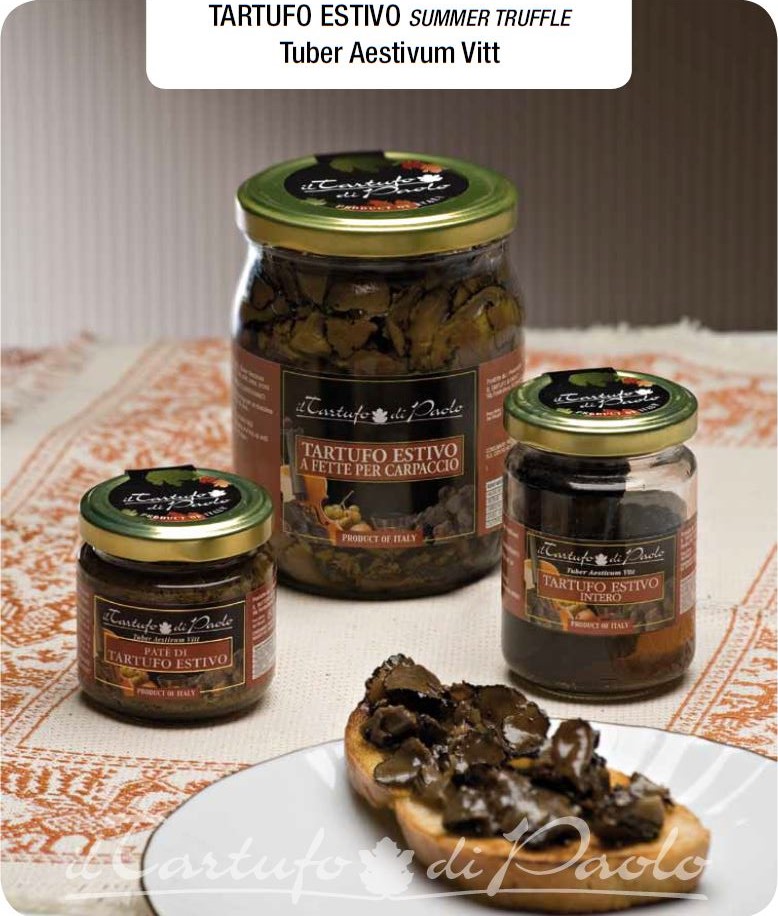 TARTUFO ESTIVO SUMMER TRUFFLE
Tuber Aestivum Vitt
il Tartufo
di Paolo
PRODUCT OF ITALY
il Tartufo di Paolo
TARTUFO ESTIVO
A FETTE PER CARPACCIO
PRODUCT OF ITALY
il Tartufo
di Paolo
PRODUCT OF ITALY
il Tartufo di Paolo
Tuber Aestivum Vitt
TARTUFO ESTIVO
INTERO
PRODUCT OF ITALY
il Tartufo
di Paolo
PRODUCT OF ITALY
il Tartufo di Paolo
Tuber Aestivum Vitt
PATÈ DI
TARTUFO ESTIVO
PRODUCT OF ITALY
il Tartufo di Paolo